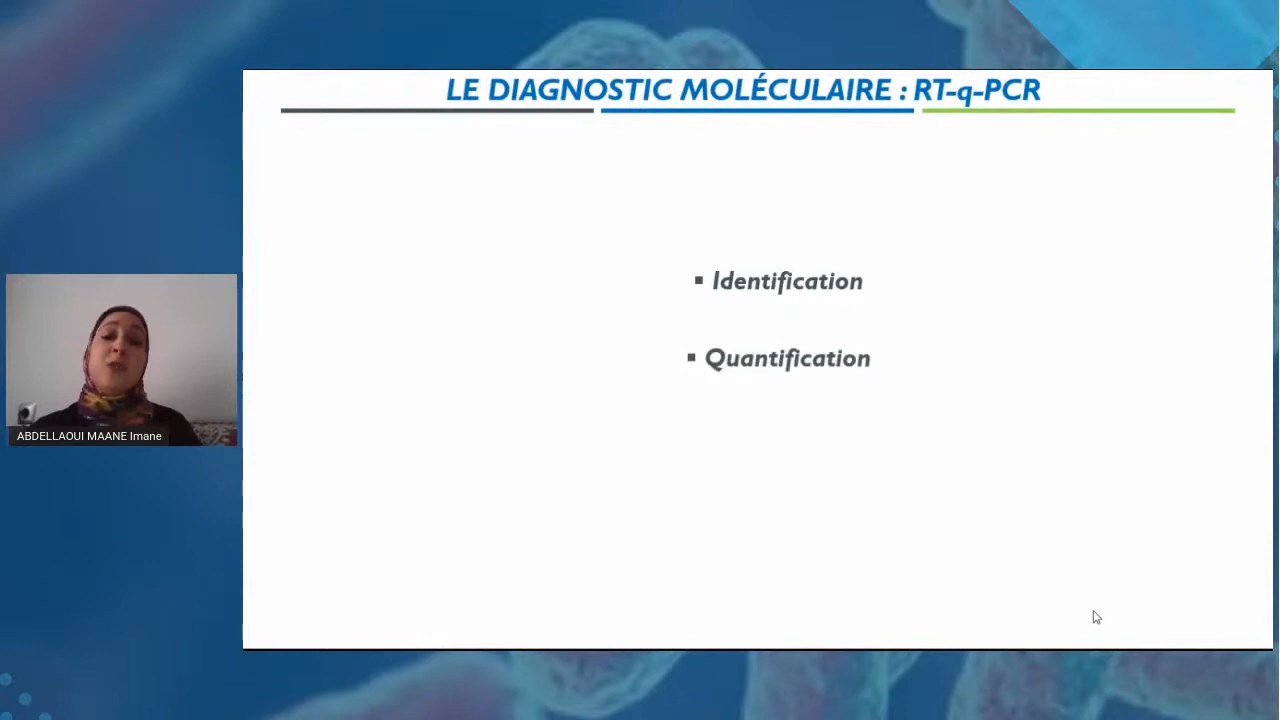 LE DIAGNOSTIC MOLÉCULAIRE : RT-q-PCR
▪ Identification
▪ Quantification
ABDELLAOUI MAANE Imane